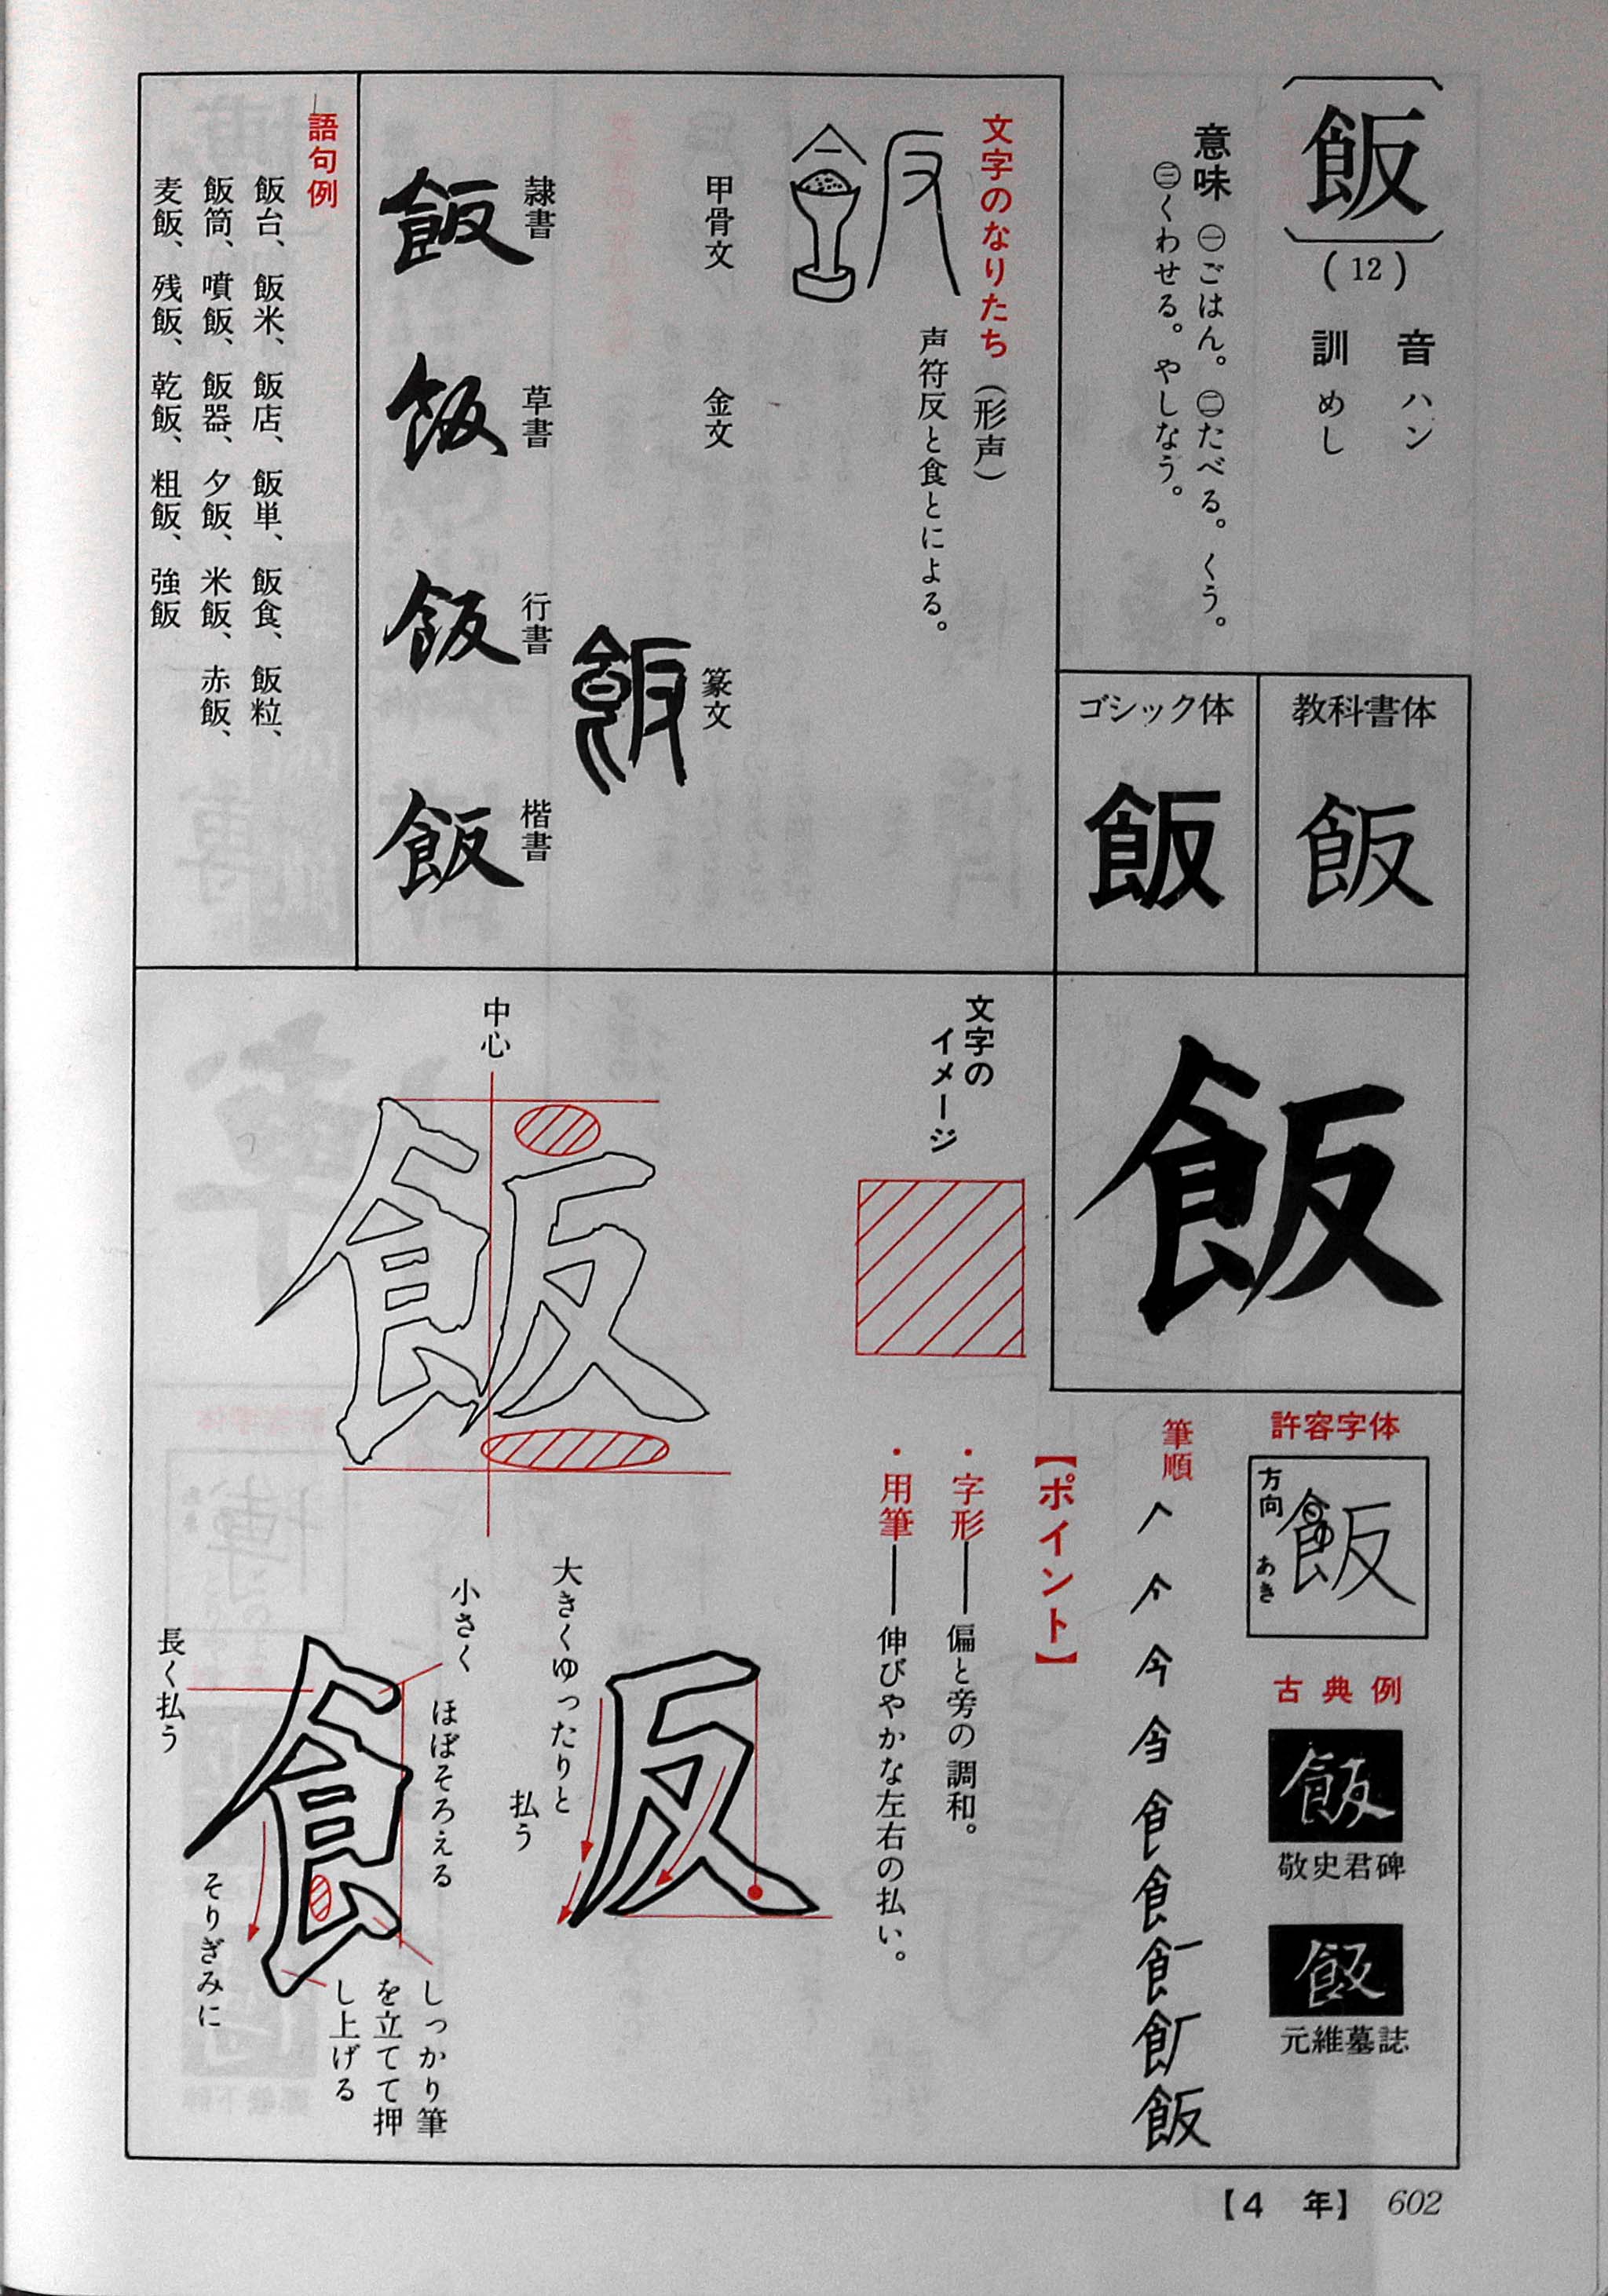 〔飯〕(12)
音 ハン
訓 めし
意味 ㊀ごはん。㊁たべる。くう。
㊂くわせる。やしなう。
教科書体
飯
ゴシック体
飯
文字のなりたち(形声)
声符反と食とによる。
甲骨文
金文
篆文
飯
隷書
飯
草書
飯
行書
飯
楷書
飯
語句例
飯台、飯米、飯店、飯単、飯食、飯粒、
飯筒、噴飯、飯器、夕飯、米飯、赤飯、
麦飯、残飯、乾飯、粗飯、強飯
飯
許容字体
飯
方向 あき
古典例
飯
敬史君碑
飯
元維墓誌
筆順
飯
【ポイント】
・字形――偏と旁の調和。
・用筆――伸びやかな左右の払い。
文字の
イメージ
中心
飯
反
大きくゆったりと
払う
食
小さく
ほぼそろえる
長く払う
そりぎみに
しっかり筆
を立てて押
し上げる
【4 年】 602